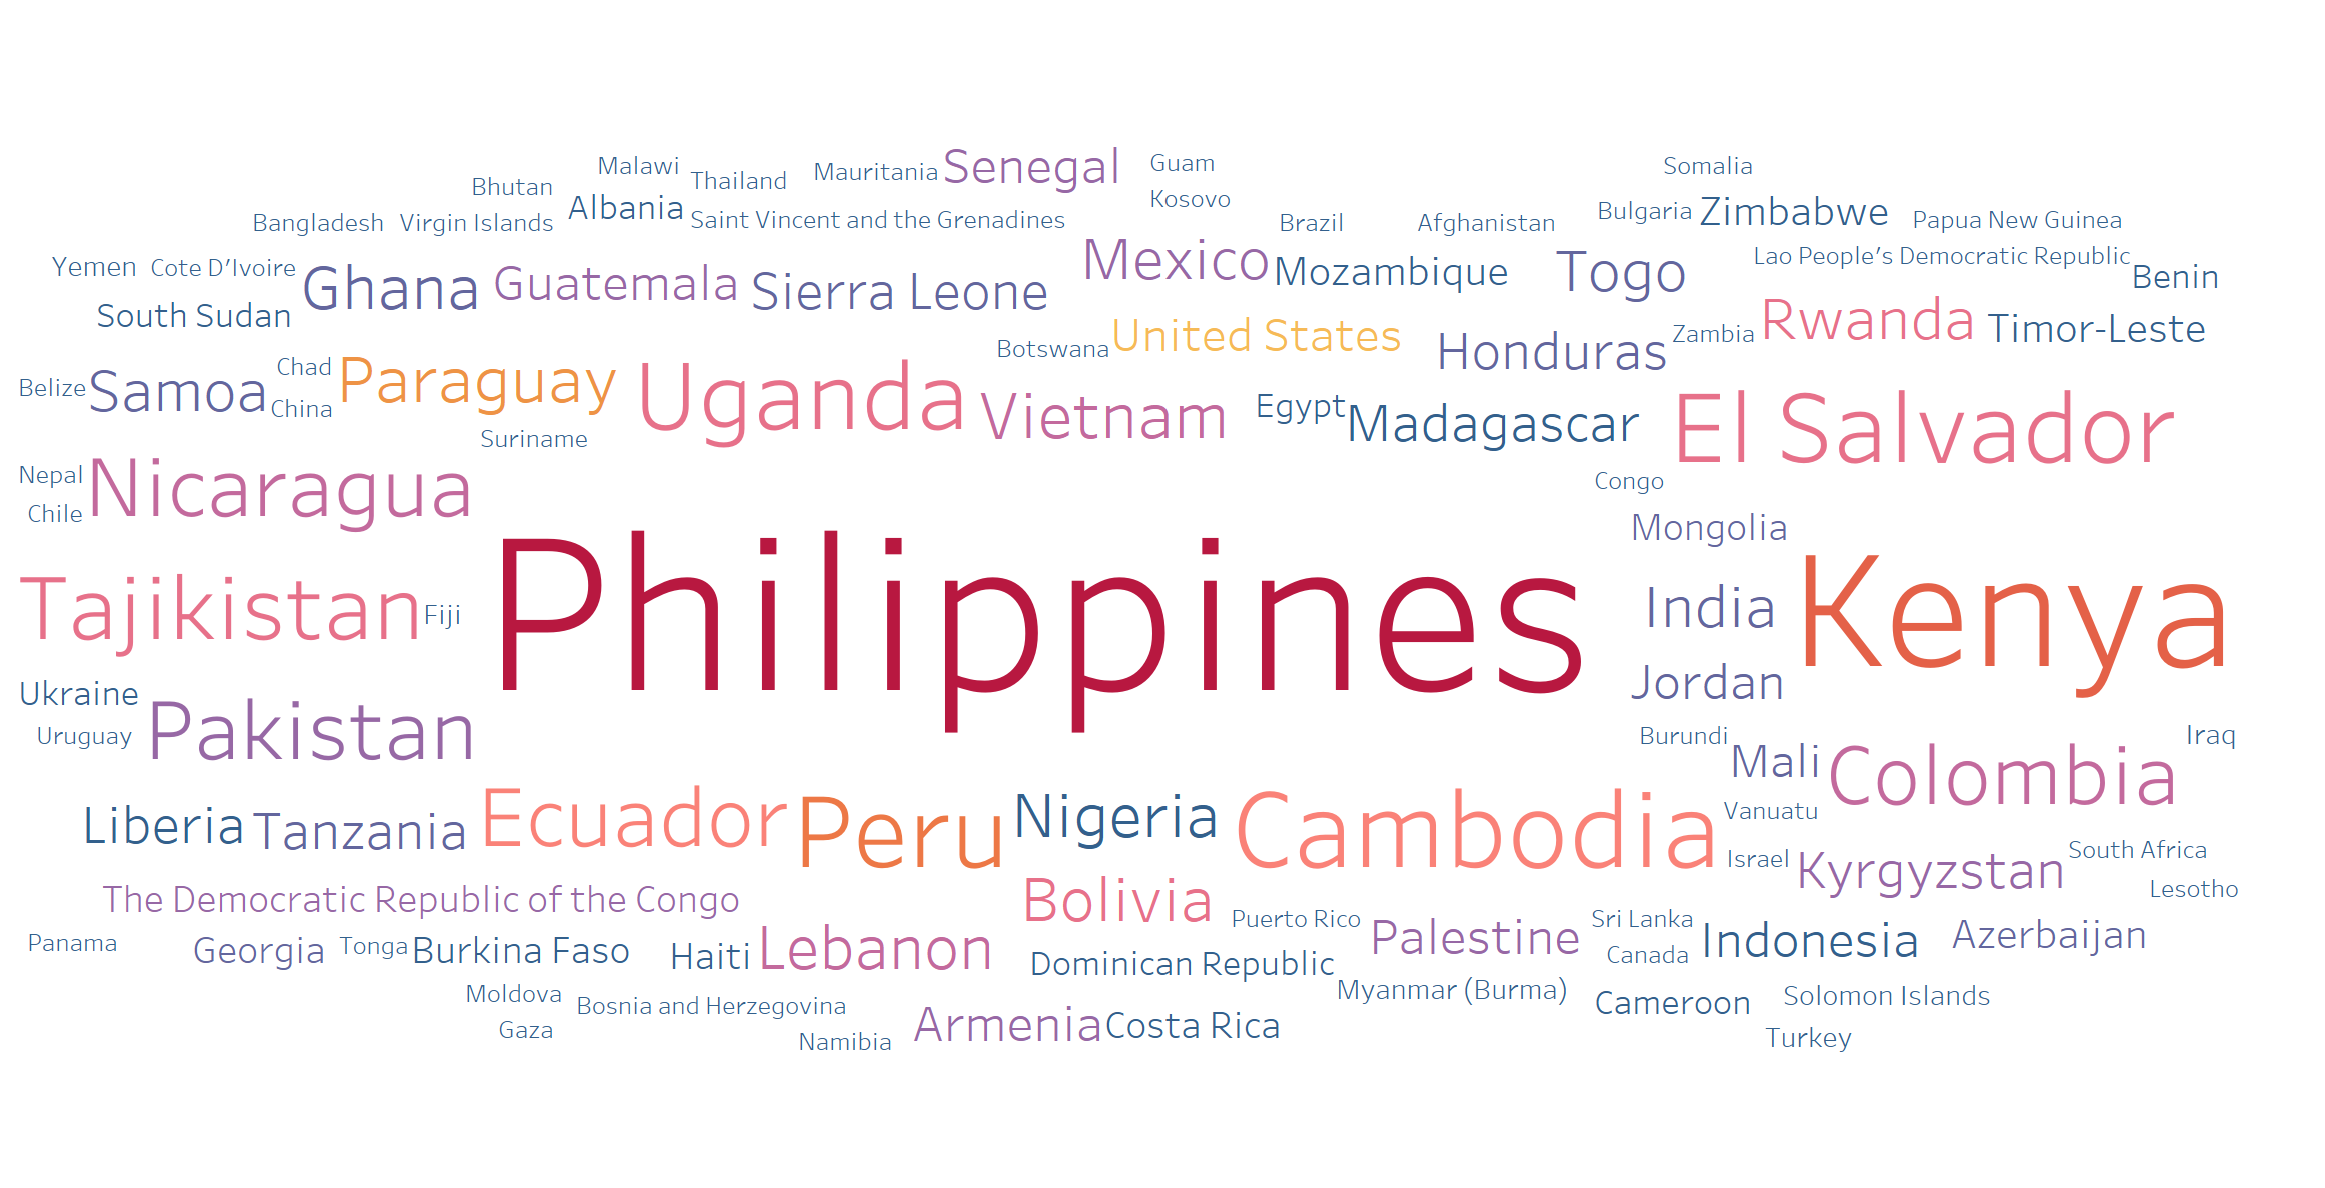 Malawi
Thailand
Mauritania
Senegal
Guam
Somalia
Bhutan
Albania
Kosovo
Bangladesh
Virgin Islands
Saint Vincent and the Grenadines
Brazil
Afghanistan
Bulgaria
Zimbabwe
Papua New Guinea
Yemen
Cote D’Ivoire
Ghana
Guatemala
Sierra Leone
Mexico
Mozambique
Togo
Lao People’s Democratic Republic
Benin
South Sudan
Botswana
United States
Honduras
Zambia
Rwanda
Timor-Leste
Belize
Samoa
Chad
China
Paraguay
Suriname
Uganda
Vietnam
Egypt
Madagascar
El Salvador
Nepal
Chile
Nicaragua
Congo
Mongolia
Tajikistan
Fiji
Philippines
India
Kenya
Jordan
Ukraine
Uruguay
Pakistan
Burundi
Mali
Colombia
Iraq
Liberia
Tanzania
Ecuador
Peru
Nigeria
Cambodia
Vanuatu
Israel
Kyrgyzstan
South Africa
Lesotho
The Democratic Republic of the Congo
Bolivia
Puerto Rico
Palestine
Sri Lanka
Canada
Indonesia
Azerbaijan
Panama
Georgia
Tonga
Burkina Faso
Haiti
Lebanon
Dominican Republic
Myanmar (Burma)
Cameroon
Solomon Islands
Moldova
Bosnia and Herzegovina
Gaza
Namibia
Armenia
Costa Rica
Turkey